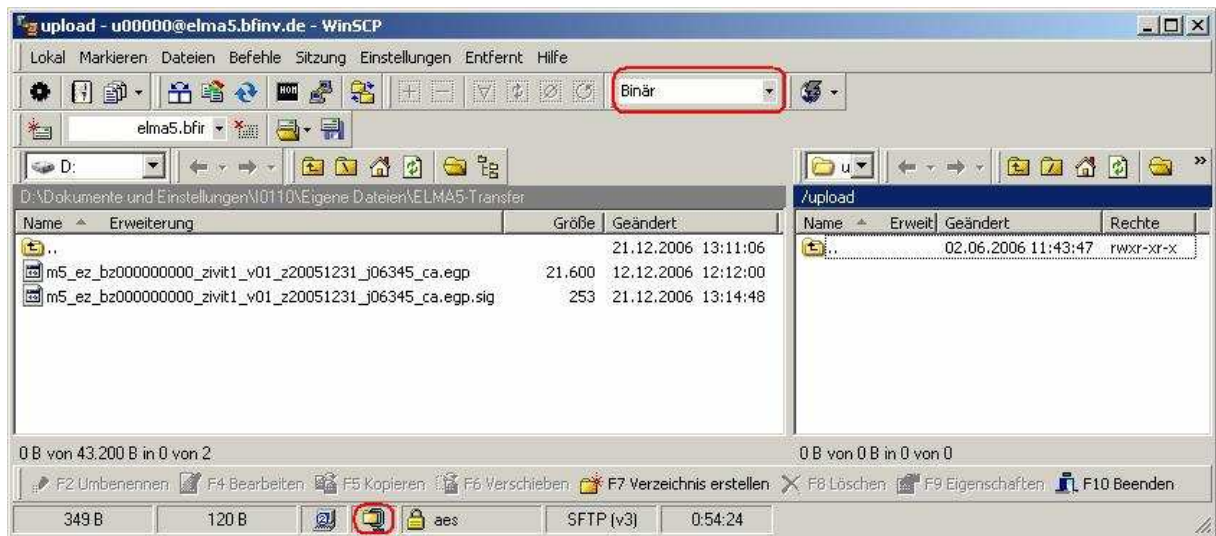 upload - u00000@elma5.bfinv.de - WinSCP
Lokal Markieren Dateien Befehle Sitzung Einstellungen Entfernt Hilfe
Binär
elma5.bfir
D:
u
D:\Dokumente und Einstellungen\I0110\Eigene Dateien\ELMA5-Transfer
/upload
Name Erweiterung Größe Geändert
Name Erweit Geändert Rechte
.. 21.12.2006 13:11:06
.. 02.06.2006 11:43:47 rwxr-xr-x
m5_ez_bz000000000_zivit1_v01_z20051231_j06345_ca.egp 21.600 12.12.2006 12:12:00
m5_ez_bz000000000_zivit1_v01_z20051231_j06345_ca.egp.sig 253 21.12.2006 13:14:48
0 B von 43.200 B in 0 von 2
0 B von 0 B in 0 von 0
F2 Umbenennen F4 Bearbeiten F5 Kopieren F6 Verschieben F7 Verzeichnis erstellen F8 Löschen F9 Eigenschaften F10 Beenden
349 B 120 B aes SFTP (v3) 0:54:24